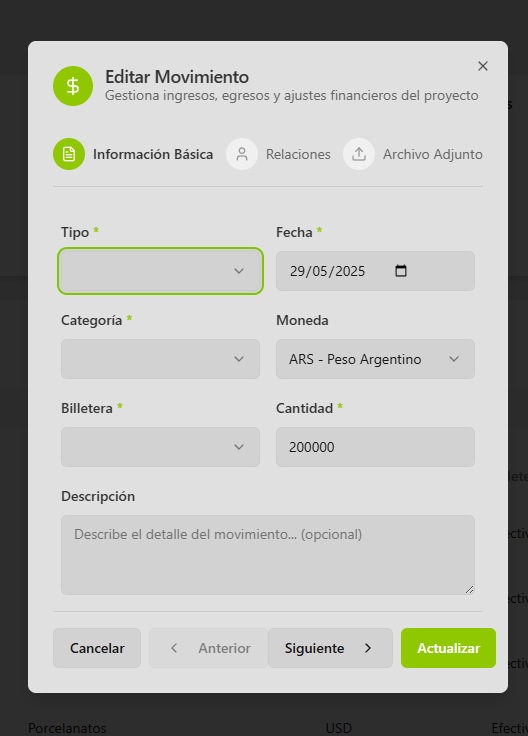 Editar Movimiento
Gestiona ingresos, egresos y ajustes financieros del proyecto
Información Básica Relaciones Archivo Adjunto
Tipo * Fecha *
29/05/2025
Categoría * Moneda
ARS - Peso Argentino
Billetera * Cantidad *
200000
Descripción
Describe el detalle del movimiento... (opcional)
Cancelar Anterior Siguiente Actualizar
Porcelanatos USD